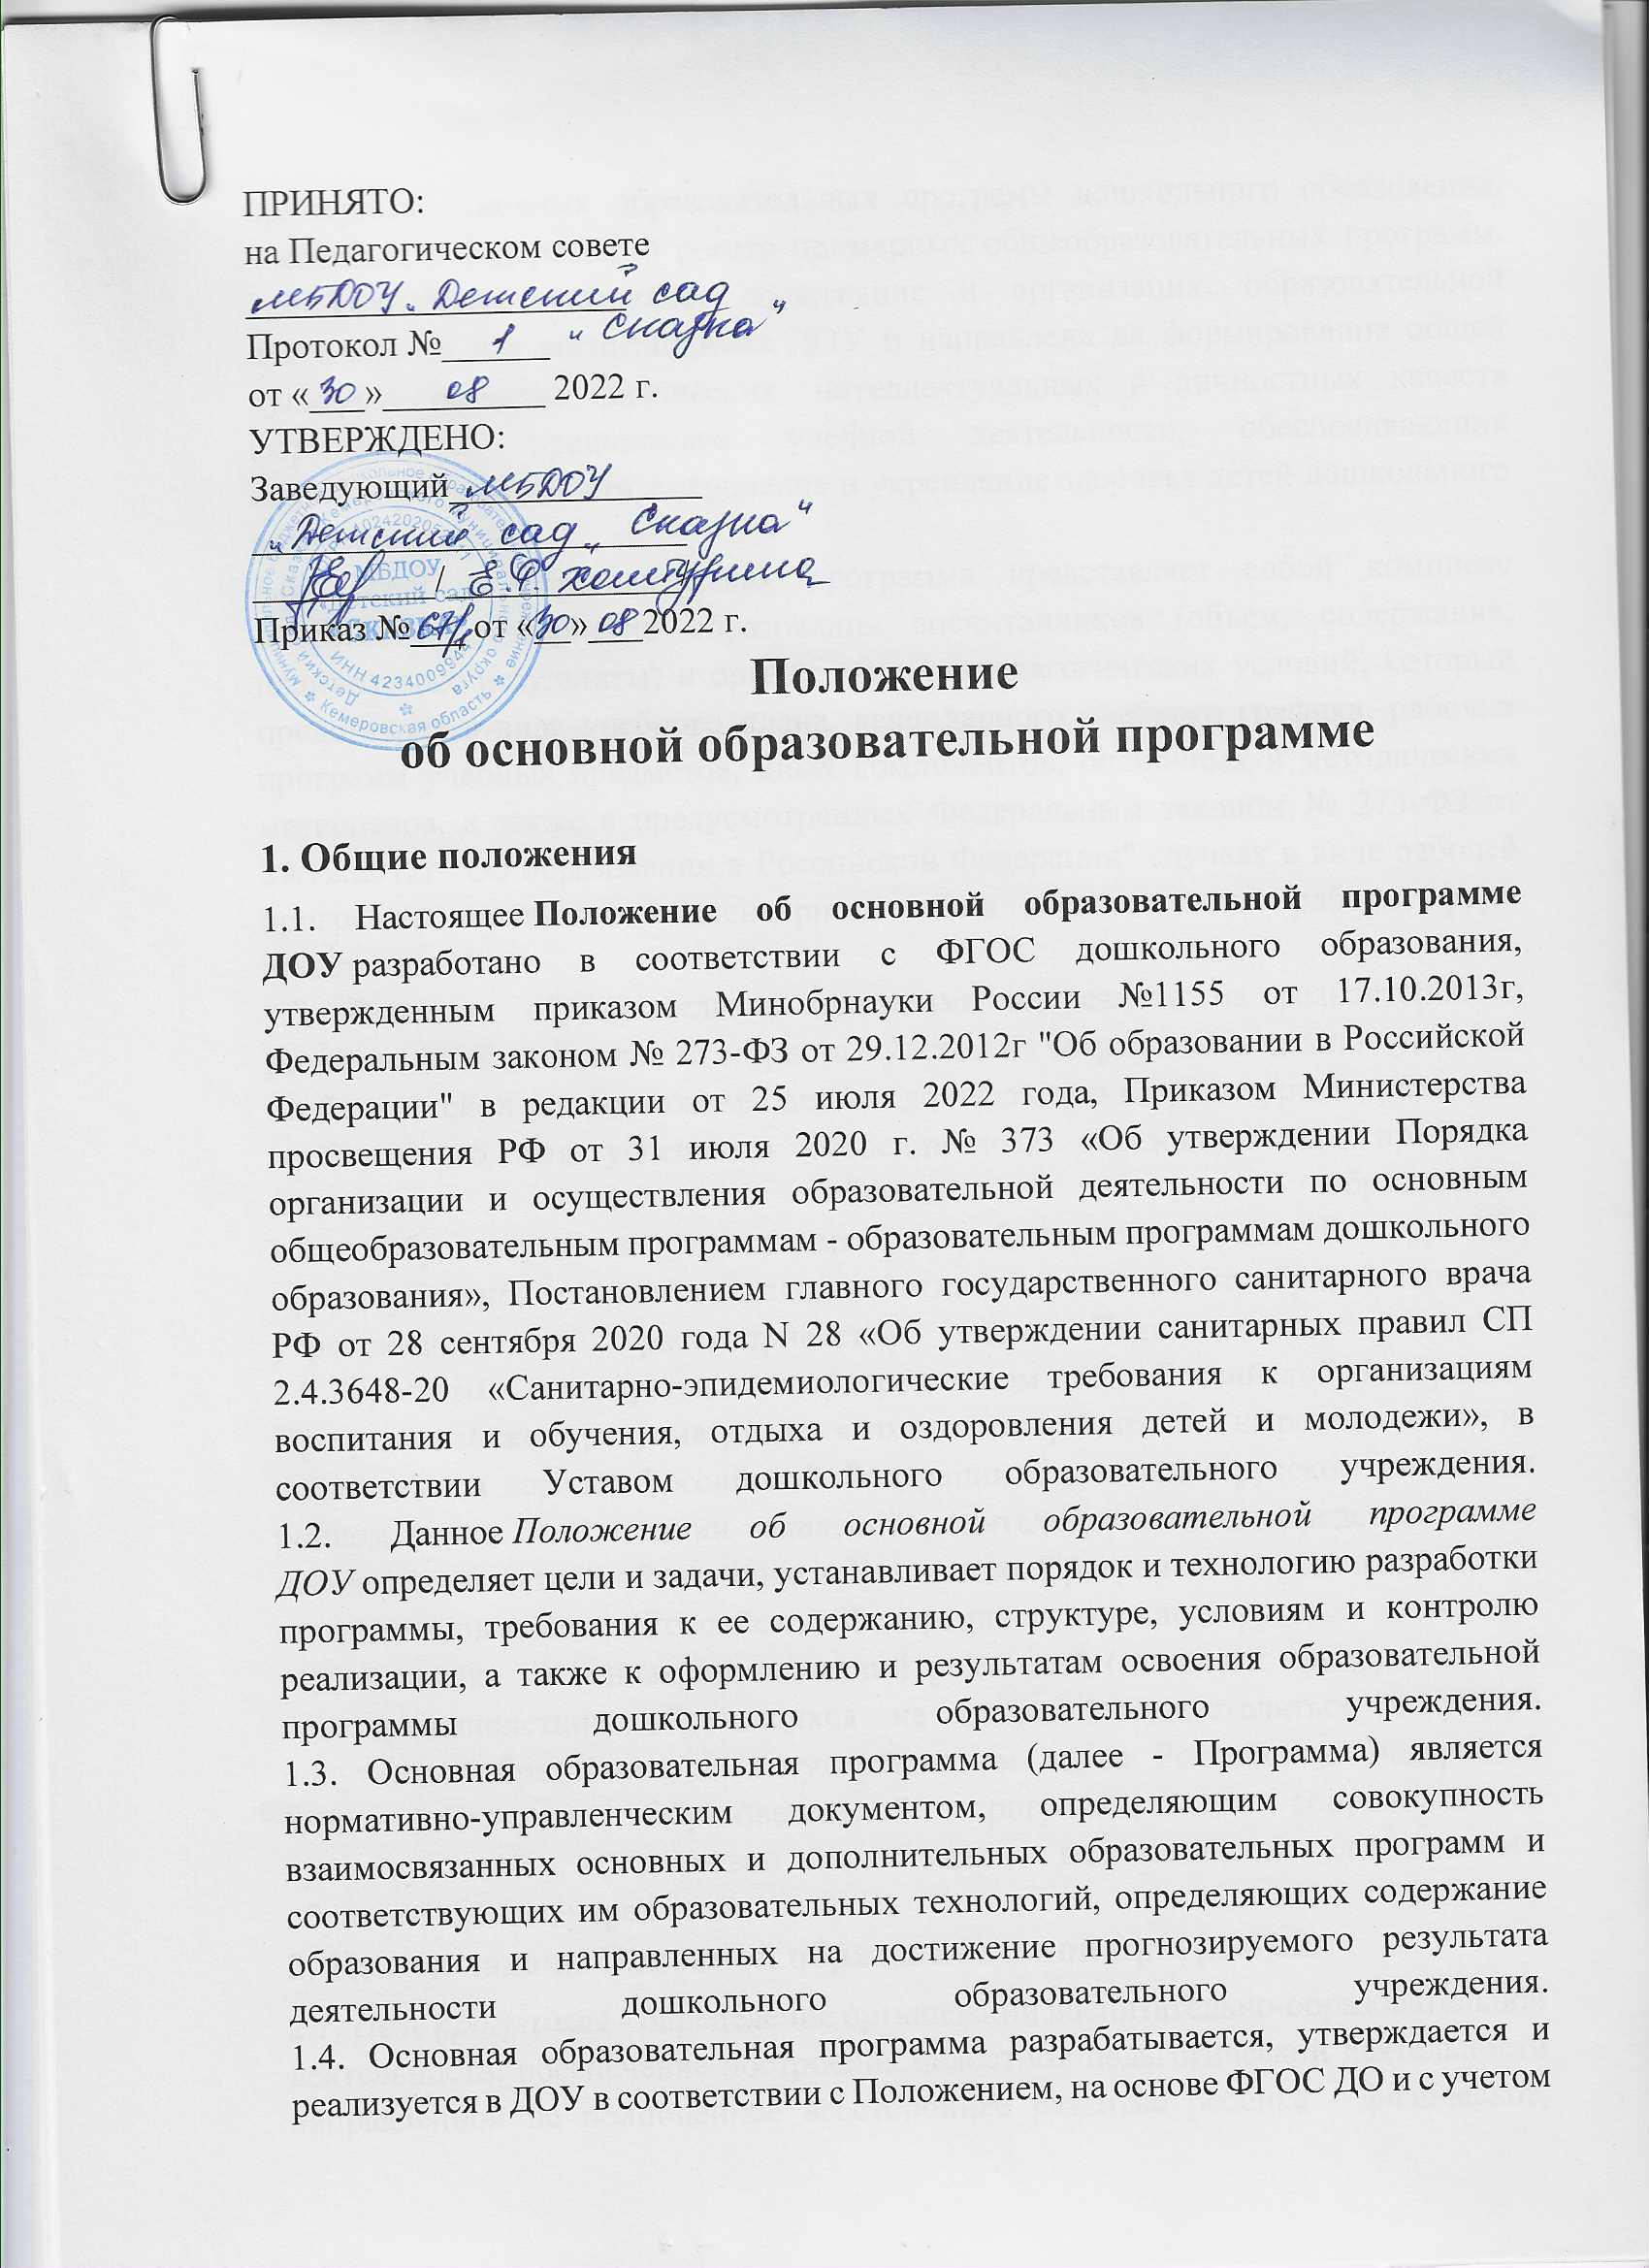 ПРИНЯТО:
на Педагогическом совете
МБДОУ „Детский сад
Протокол № 1 „Сказка"
от «30» 08 2022 г.
УТВЕРЖДЕНО:
Заведующий МБДОУ
„Детский сад „Сказка"
/ Е.Ф.
Приказ № от «30» 08 2022 г.
МБДОУ
«Детский сад
ИНН 4234009944
Кемеровская область
Положение
об основной образовательной программе
1. Общие положения
1.1. Настоящее Положение об основной образовательной программе
ДОУ разработано в соответствии с ФГОС дошкольного образования,
утвержденным приказом Минобрнауки России №1155 от 17.10.2013г,
Федеральным законом № 273-ФЗ от 29.12.2012г "Об образовании в Российской
Федерации" в редакции от 25 июля 2022 года, Приказом Министерства
просвещения РФ от 31 июля 2020 г. № 373 «Об утверждении Порядка
организации и осуществления образовательной деятельности по основным
общеобразовательным программам - образовательным программам дошкольного
образования», Постановлением главного государственного санитарного врача
РФ от 28 сентября 2020 года N 28 «Об утверждении санитарных правил СП
2.4.3648-20 «Санитарно-эпидемиологические требования к организациям
воспитания и обучения, отдыха и оздоровления детей и молодежи», в
соответствии Уставом дошкольного образовательного учреждения.
1.2. Данное Положение об основной образовательной программе
ДОУ определяет цели и задачи, устанавливает порядок и технологию разработки
программы, требования к ее содержанию, структуре, условиям и контролю
реализации, а также к оформлению и результатам освоения образовательной
программы дошкольного образовательного учреждения.
1.3. Основная образовательная программа (далее - Программа) является
нормативно-управленческим документом, определяющим совокупность
взаимосвязанных основных и дополнительных образовательных программ и
соответствующих им образовательных технологий, определяющих содержание
образования и направленных на достижение прогнозируемого результата
деятельности дошкольного образовательного учреждения.
1.4. Основная образовательная программа разрабатывается, утверждается и
реализуется в ДОУ в соответствии с Положением, на основе ФГОС ДО и с учетом